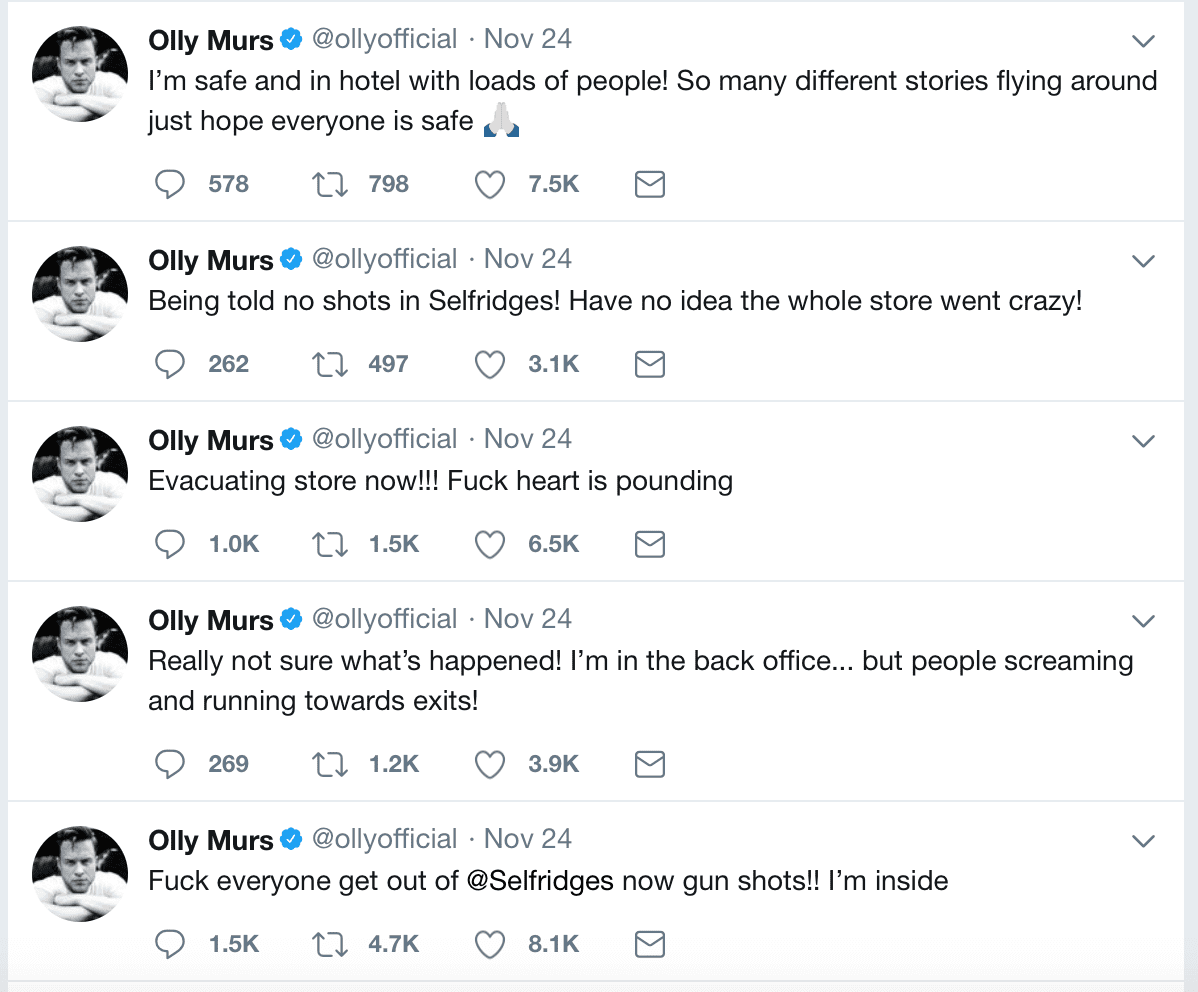 Olly Murs @ollyofficial · Nov 24
I’m safe and in hotel with loads of people! So many different stories flying around
just hope everyone is safe 🙏
578 798 7.5K
Olly Murs @ollyofficial · Nov 24
Being told no shots in Selfridges! Have no idea the whole store went crazy!
262 497 3.1K
Olly Murs @ollyofficial · Nov 24
Evacuating store now!!! Fuck heart is pounding
1.0K 1.5K 6.5K
Olly Murs @ollyofficial · Nov 24
Really not sure what’s happened! I’m in the back office... but people screaming
and running towards exits!
269 1.2K 3.9K
Olly Murs @ollyofficial · Nov 24
Fuck everyone get out of @Selfridges now gun shots!! I’m inside
1.5K 4.7K 8.1K